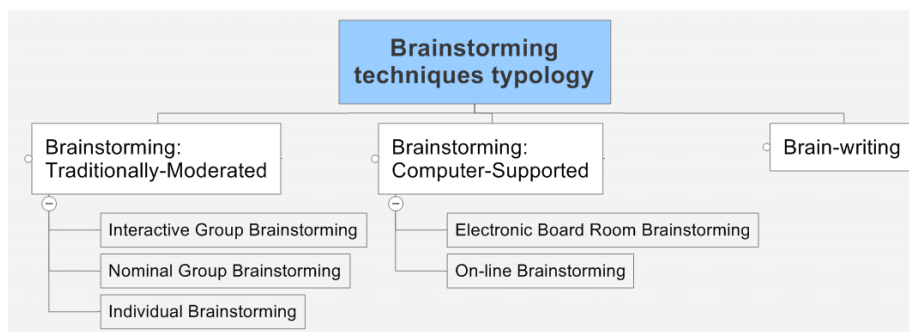 Brainstorming
techniques typology
Brainstorming:
Traditionally-Moderated
Brainstorming:
Computer-Supported
Brain-writing
Interactive Group Brainstorming
Nominal Group Brainstorming
Individual Brainstorming
Electronic Board Room Brainstorming
On-line Brainstorming